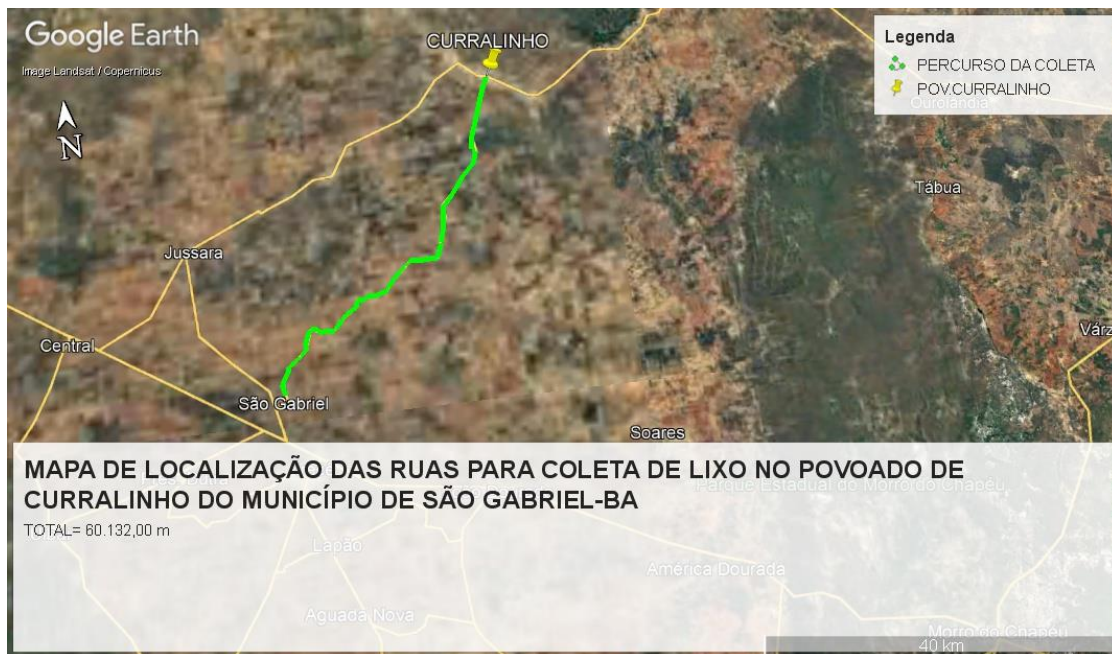 Google Earth
Image Landsat / Copernicus
N
CURRALINHO
Legenda
PERCURSO DA COLETA
POV.CURRALINHO
Ourolândia
Tábua
Jussara
Central
Várz
São Gabriel
Soares
MAPA DE LOCALIZAÇÃO DAS RUAS PARA COLETA DE LIXO NO POVOADO DE
CURRALINHO DO MUNICÍPIO DE SÃO GABRIEL-BA
Parque Estadual do Morro do Chapéu
TOTAL= 60.132,00 m
Lapão
América Dourada
Aguada Nova
Morro do Chapéu
40 km